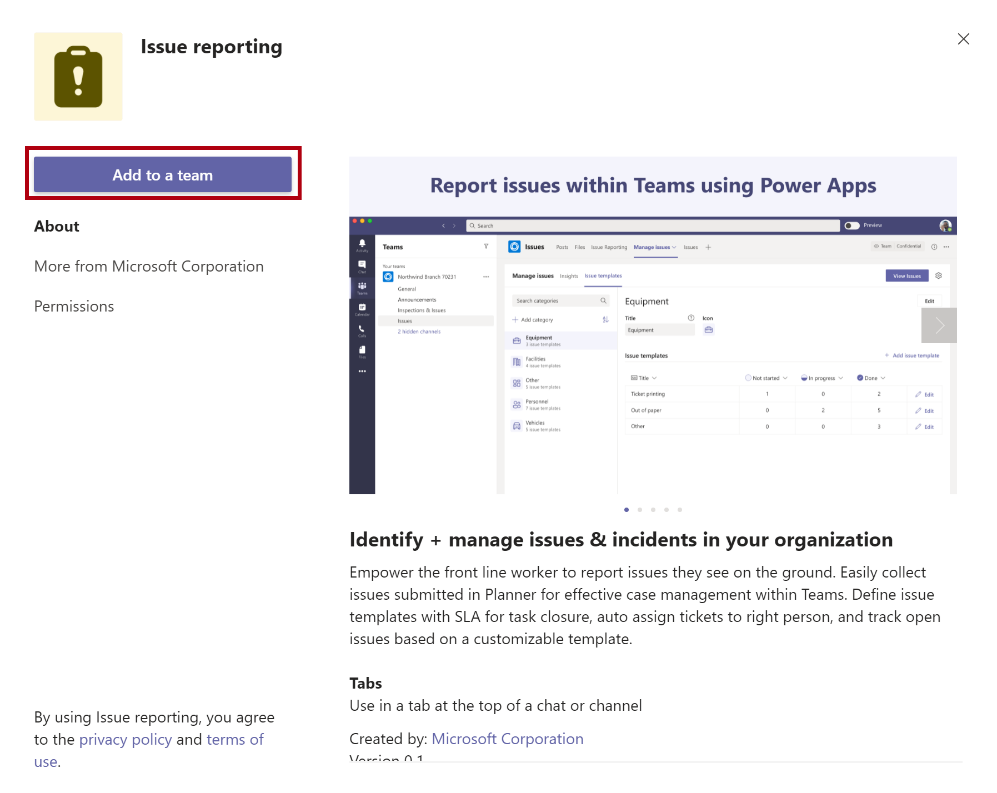 Issue reporting
Add to a team
About
More from Microsoft Corporation
Permissions
By using Issue reporting, you agree
to the privacy policy and terms of
use.
Report issues within Teams using Power Apps
Search
Preview
Activity
Chat
Teams
Calendar
Calls
Files
Teams
Your teams
Northwind Branch 70231
General
Announcements
Inspections & Issues
Issues
2 hidden channels
Issues Posts Files Issue Reporting Manage issues Issues
Team Confidential
Manage issues Insights Issue templates
View Issues
Search categories
Add category
Equipment
3 issue templates
Facilities
4 issue templates
Other
5 issue templates
Personnel
7 issue templates
Vehicles
5 issue templates
Equipment
Edit
Title Icon
Equipment
Issue templates
+ Add issue template
Title Not started In progress Done
Ticket printing 1 0 2 Edit
Out of paper 0 2 5 Edit
Other 0 0 3 Edit
Identify + manage issues & incidents in your organization
Empower the front line worker to report issues they see on the ground. Easily collect
issues submitted in Planner for effective case management within Teams. Define issue
templates with SLA for task closure, auto assign tickets to right person, and track open
issues based on a customizable template.
Tabs
Use in a tab at the top of a chat or channel
Created by: Microsoft Corporation
Version 0.1